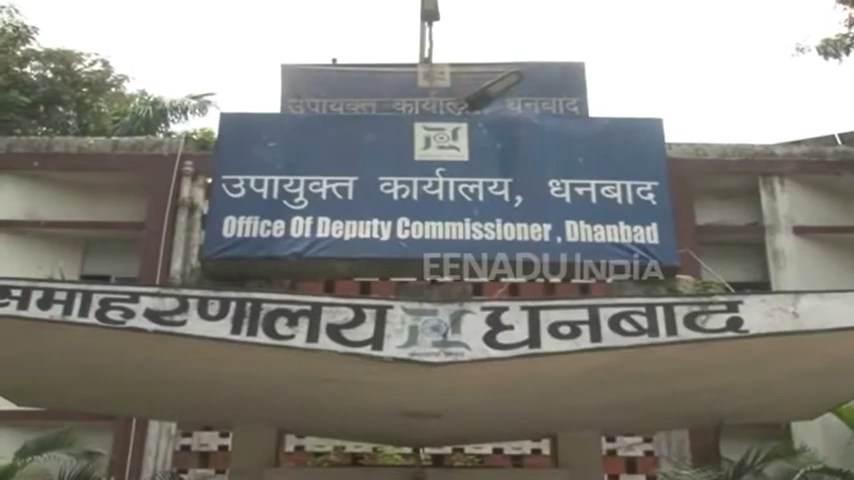 उपायुक्त कार्यालय, धनबाद
उपायुक्त कार्यालय, धनबाद
Office Of Deputy Commissioner , Dhanbad
EENADU INDIA
समाहरणालय धनबाद